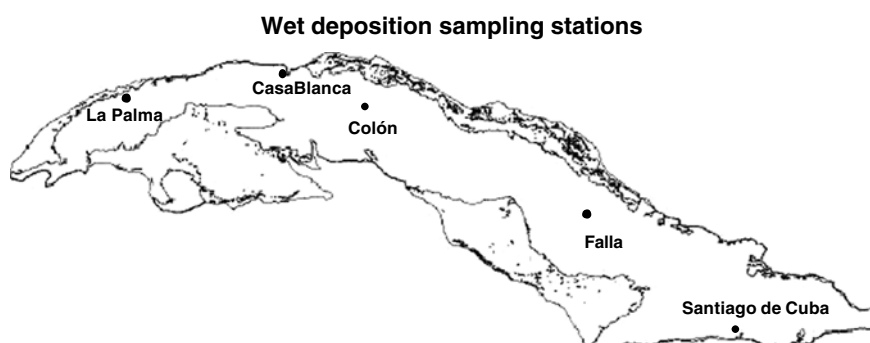 Wet deposition sampling stations
CasaBlanca
La Palma
Colón
Falla
Santiago de Cuba